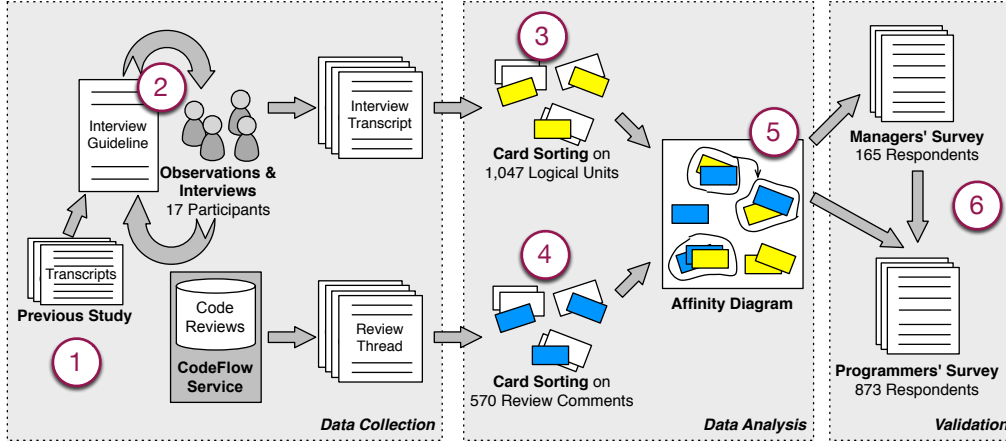 2
Interview
Guideline
Observations &
Interviews
17 Participants
Interview
Transcript
Transcripts
Previous Study
1
Code
Reviews
CodeFlow
Service
Review
Thread
Data Collection
3
Card Sorting on
1,047 Logical Units
4
Card Sorting on
570 Review Comments
5
Affinity Diagram
Data Analysis
Managers' Survey
165 Respondents
6
Programmers' Survey
873 Respondents
Validation